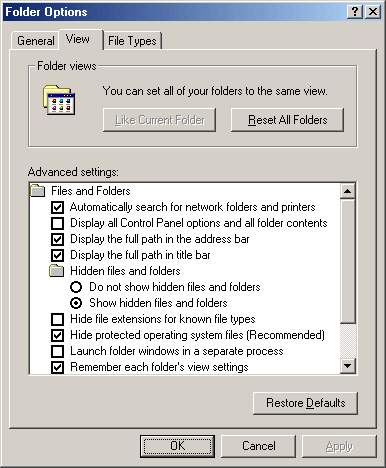 Folder Options
General View File Types
Folder views
You can set all of your folders to the same view.
Like Current Folder Reset All Folders
Advanced settings:
Files and Folders
Automatically search for network folders and printers
Display all Control Panel options and all folder contents
Display the full path in the address bar
Display the full path in title bar
Hidden files and folders
Do not show hidden files and folders
Show hidden files and folders
Hide file extensions for known file types
Hide protected operating system files (Recommended)
Launch folder windows in a separate process
Remember each folder's view settings
Restore Defaults
OK Cancel Apply